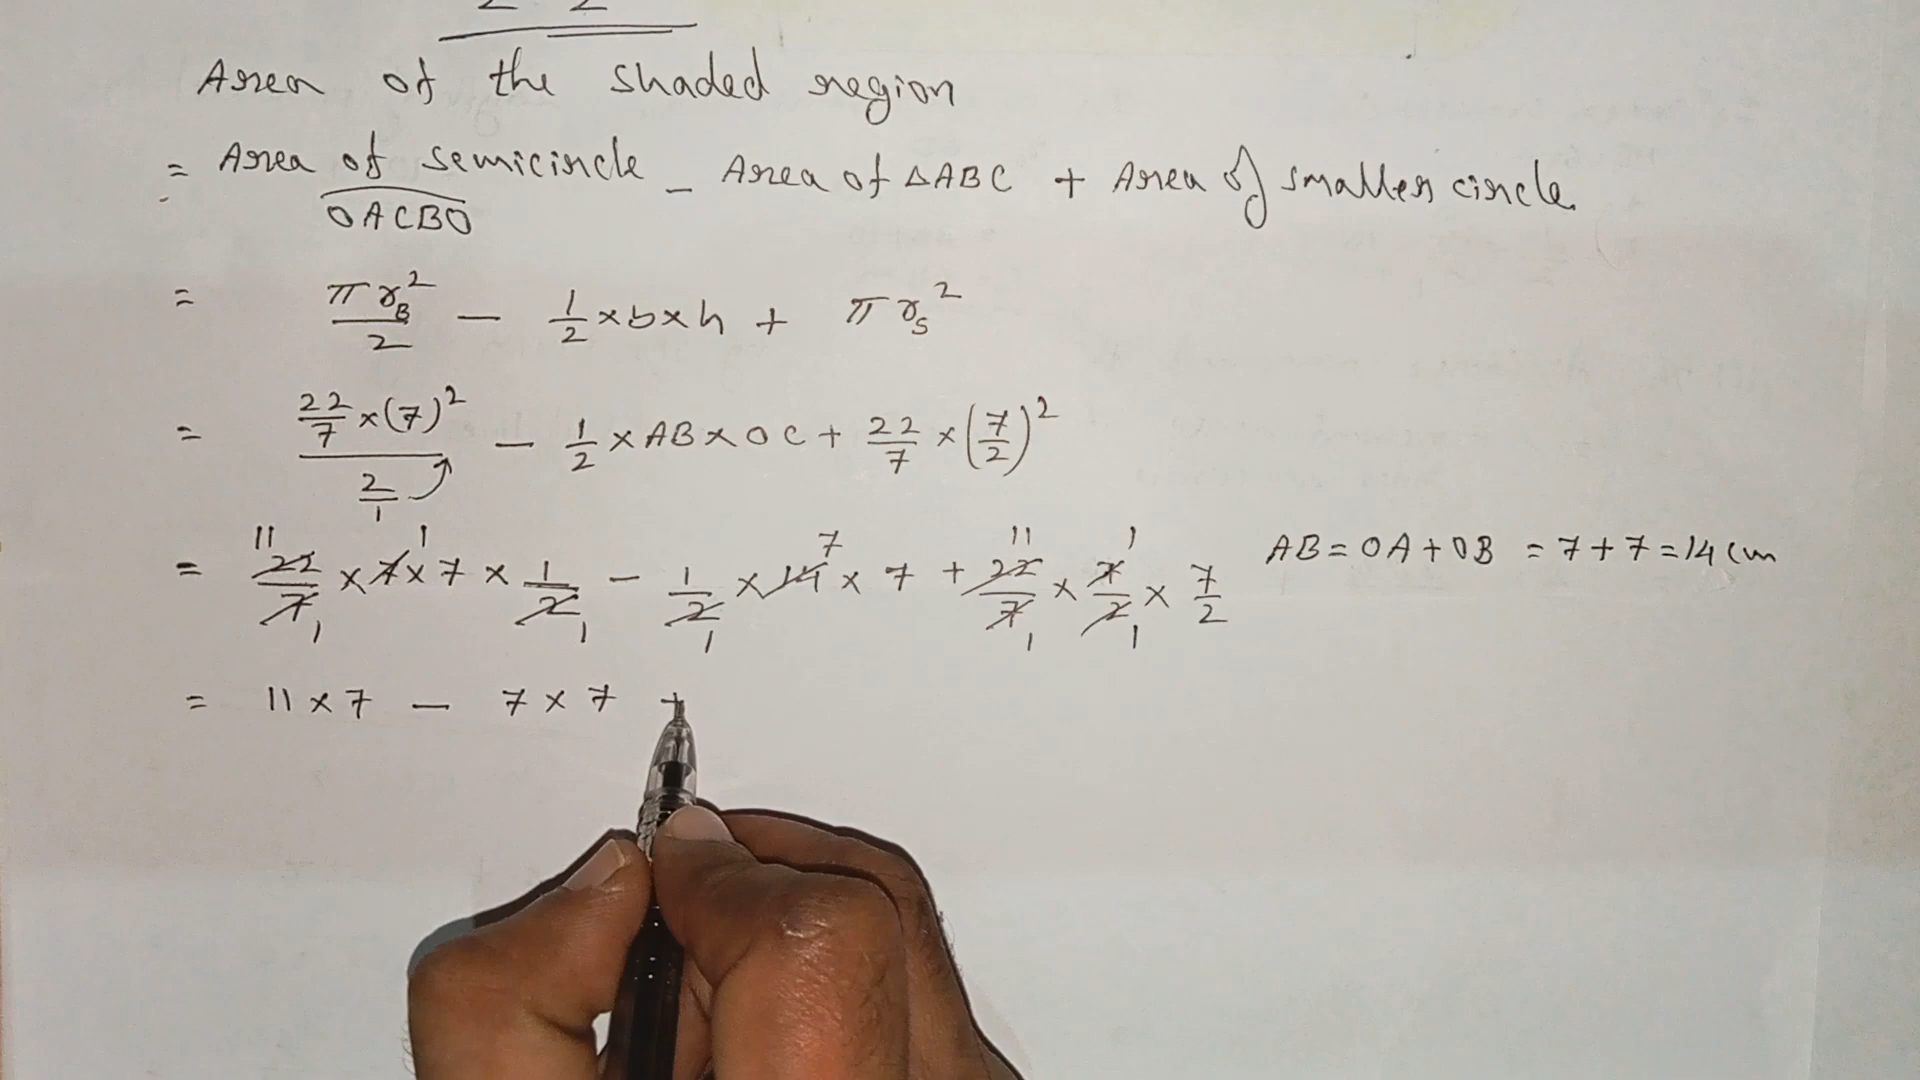 Area of the shaded region
= Area of semicircle OACBO - Area of △ABC + Area of smaller circle
= πr_B²/2 - 1/2 × b × h + πr_S²
= (22/7 × (7)²)/(2/1) - 1/2 × AB × OC + 22/7 × (7/2)²
= 22/7 × 7 × 7 × 1/2 - 1/2 × 14 × 7 + 22/7 × 7/2 × 7/2 AB = OA + OB = 7 + 7 = 14 cm
= 11 × 7 - 7 × 7 +